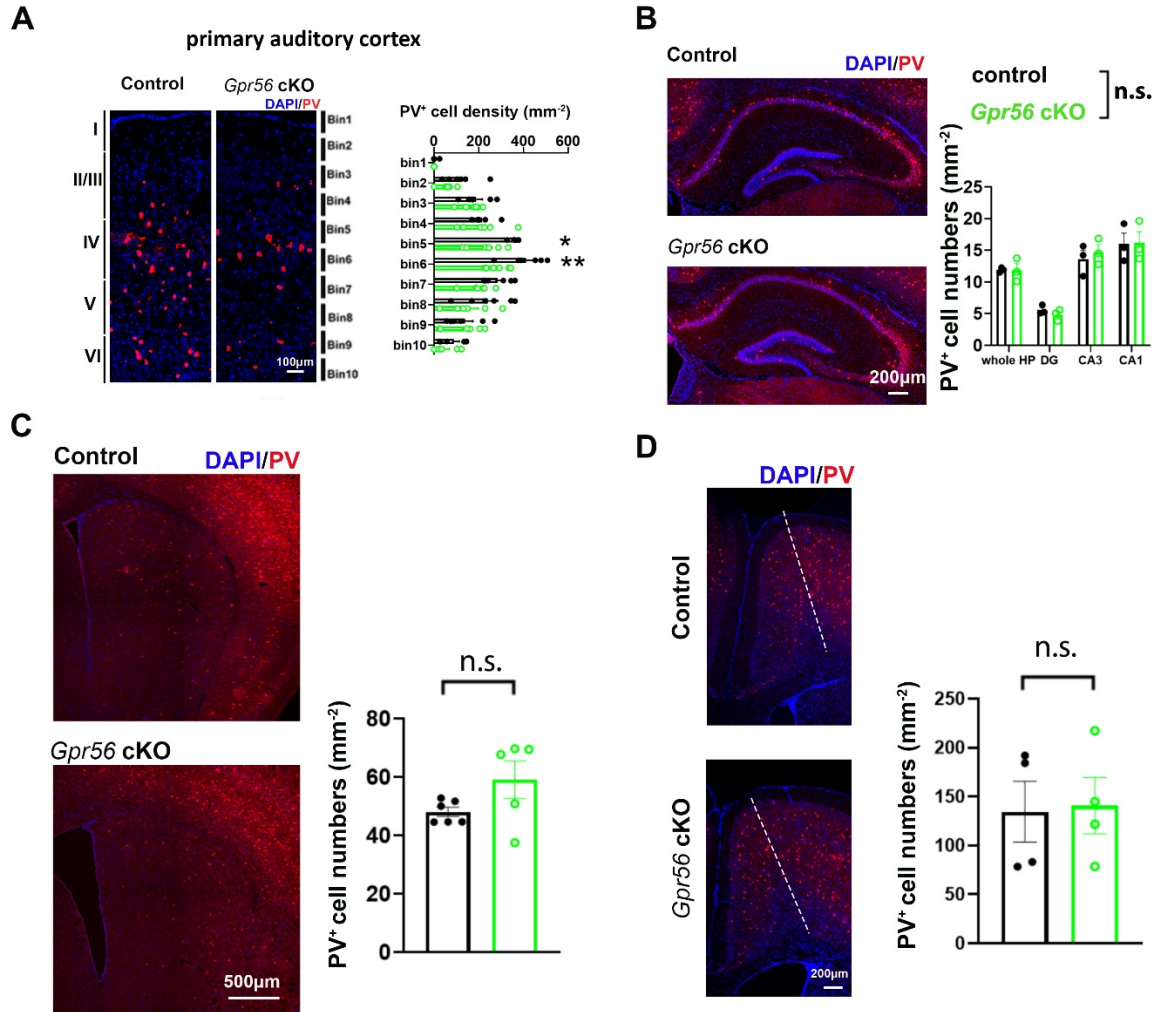 A
primary auditory cortex
Control
Gpr56 cKO
DAPI/PV
I
II/III
IV
V
VI
Bin1
Bin2
Bin3
Bin4
Bin5
Bin6
Bin7
Bin8
Bin9
Bin10
100μm
PV+ cell density (mm-2)
0 200 400 600
bin1
bin2
bin3
bin4
bin5 *
bin6 **
bin7
bin8
bin9
bin10
B
Control
DAPI/PV
Gpr56 cKO
200μm
control
Gpr56 cKO
n.s.
PV+ cell numbers (mm-2)
25
20
15
10
5
0
whole HP DG CA3 CA1
C
Control
DAPI/PV
Gpr56 cKO
500μm
n.s.
PV+ cell numbers (mm-2)
80
60
40
20
0
D
DAPI/PV
Control
Gpr56 cKO
200μm
n.s.
PV+ cell numbers (mm-2)
250
200
150
100
50
0